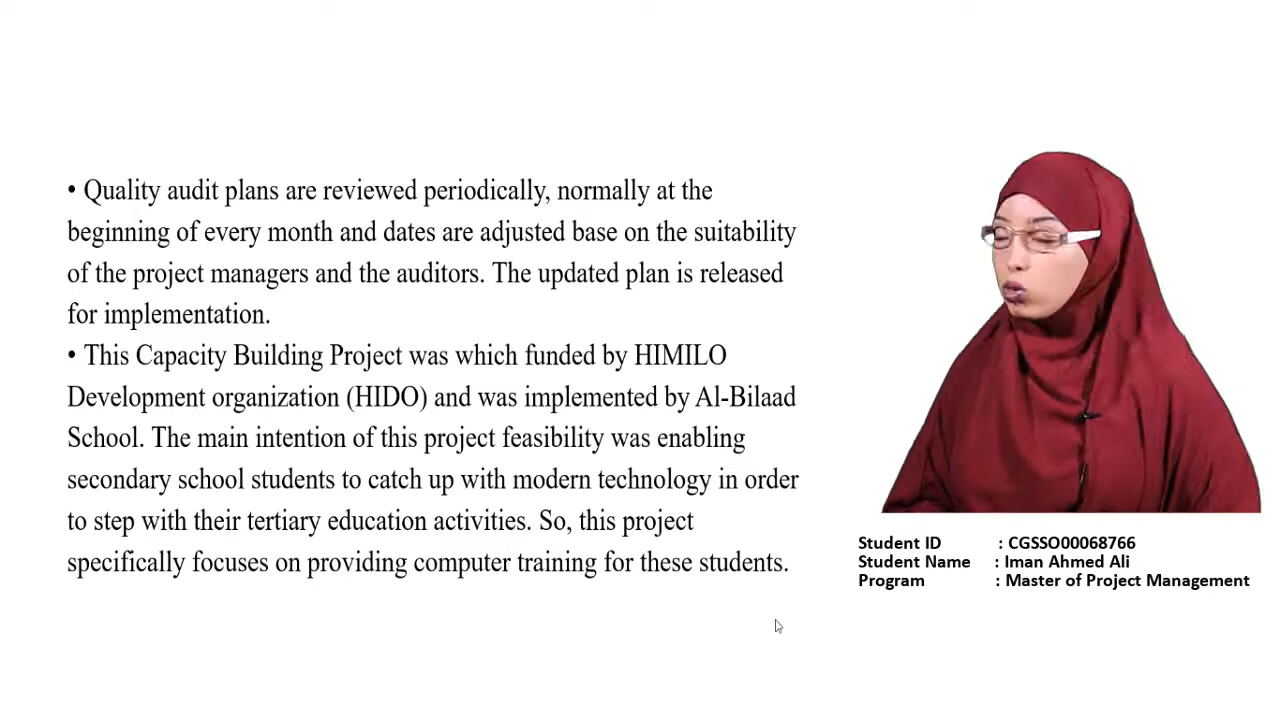 • Quality audit plans are reviewed periodically, normally at the
beginning of every month and dates are adjusted base on the suitability
of the project managers and the auditors. The updated plan is released
for implementation.
• This Capacity Building Project was which funded by HIMILO
Development organization (HIDO) and was implemented by Al-Bilaad
School. The main intention of this project feasibility was enabling
secondary school students to catch up with modern technology in order
to step with their tertiary education activities. So, this project
specifically focuses on providing computer training for these students.
Student ID : CGSSO00068766
Student Name : Iman Ahmed Ali
Program : Master of Project Management